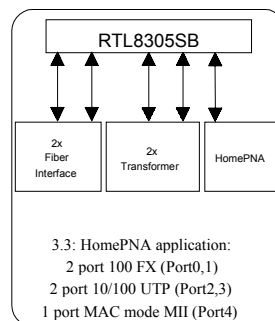 RTL8305SB
2x
Fiber
Interface
2x
Transformer
HomePNA
3.3: HomePNA application:
2 port 100 FX (Port0,1)
2 port 10/100 UTP (Port2,3)
1 port MAC mode MII (Port4)